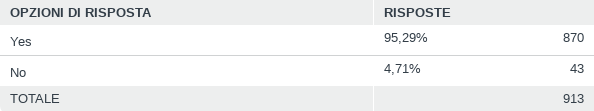 OPZIONI DI RISPOSTA RISPOSTE
Yes 95,29% 870
No 4,71% 43
TOTALE 913